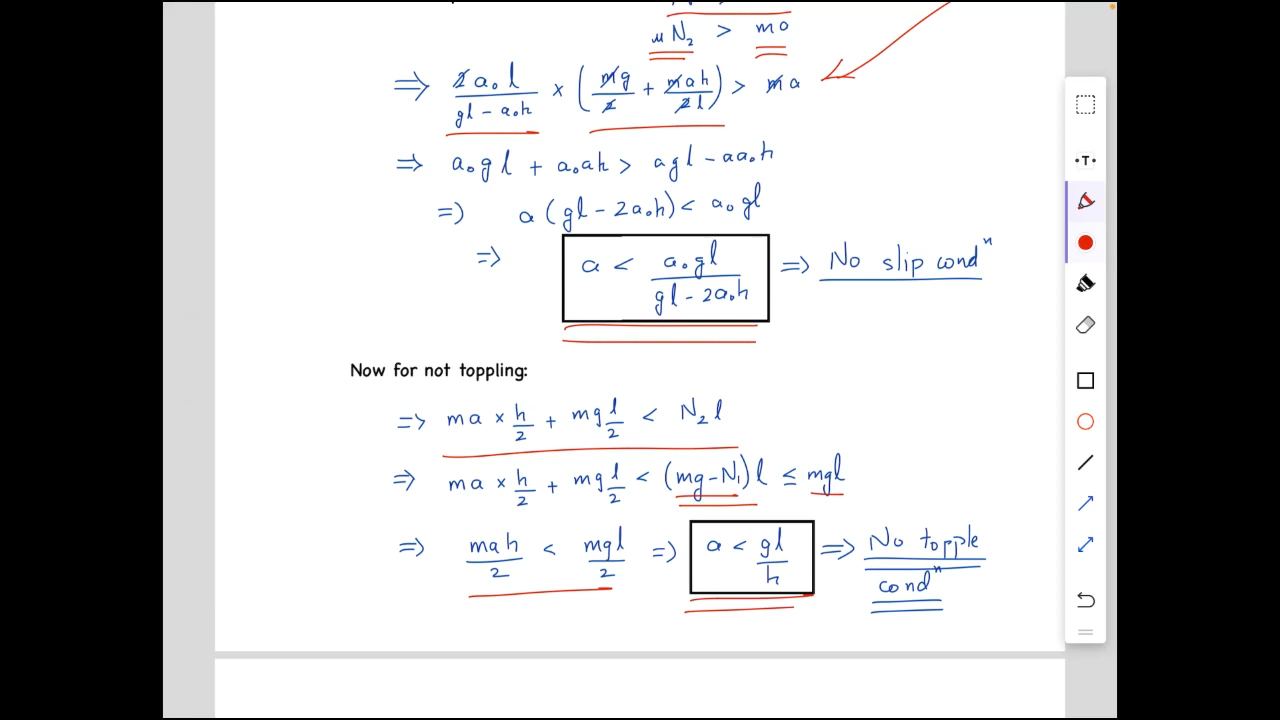 μN₂ > ma
=> 2a₀l/(gl - a₀h) × (mg/2 + mah/2l) > ma
=> a₀gl + a₀ah > agl - aa₀h
=> a(gl - 2a₀h) < a₀gl
=> a < a₀gl/(gl - 2a₀h) => No slip condⁿ
Now for not toppling:
=> ma × h/2 + mg l/2 < N₂l
=> ma × h/2 + mg l/2 < (mg - N₁)l ≤ mgl
=> mah/2 < mgl/2 => a < gl/h => No topple
condⁿ
•T•